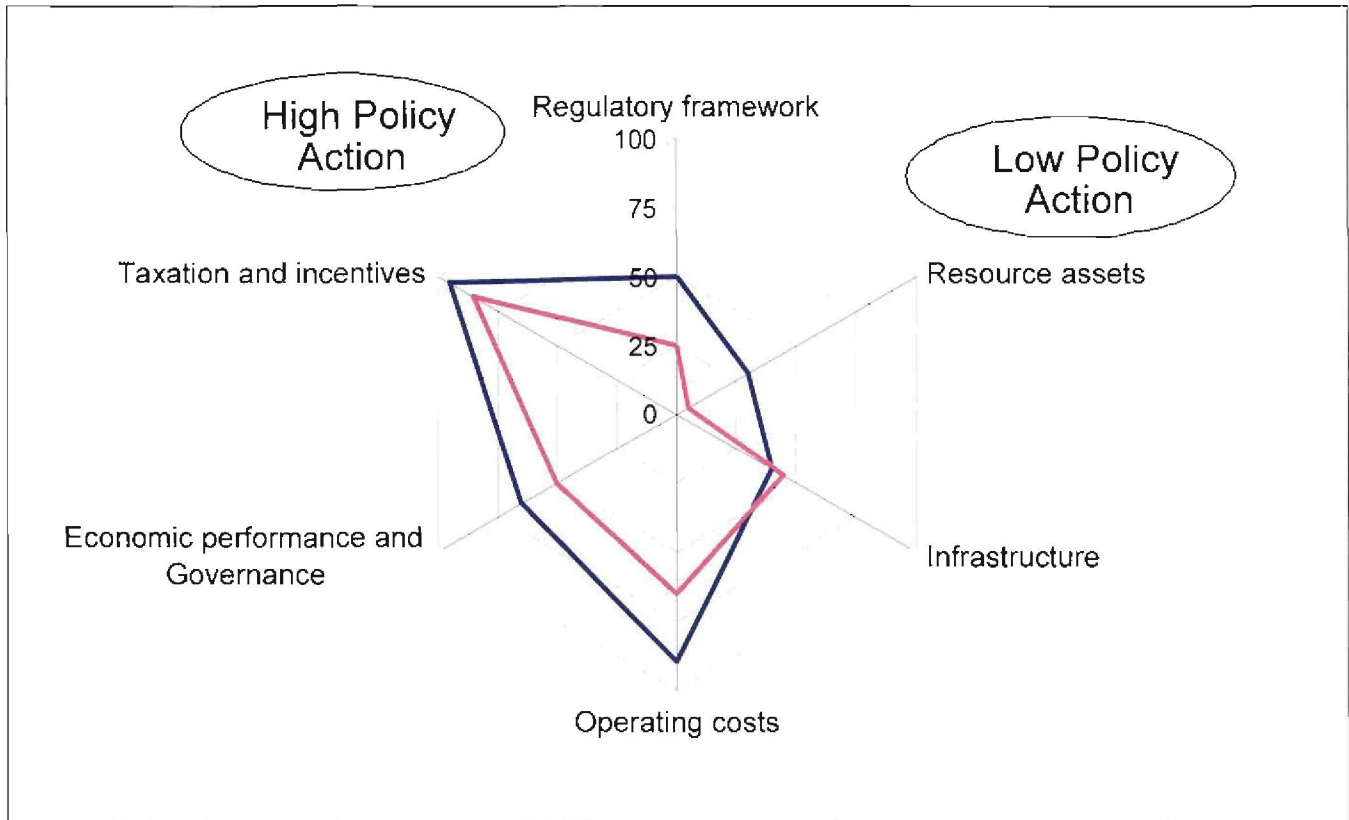 High Policy
Action
Regulatory framework
Low Policy
Action
100
75
50
25
0
Taxation and incentives
Resource assets
Economic performance and
Governance
Infrastructure
Operating costs